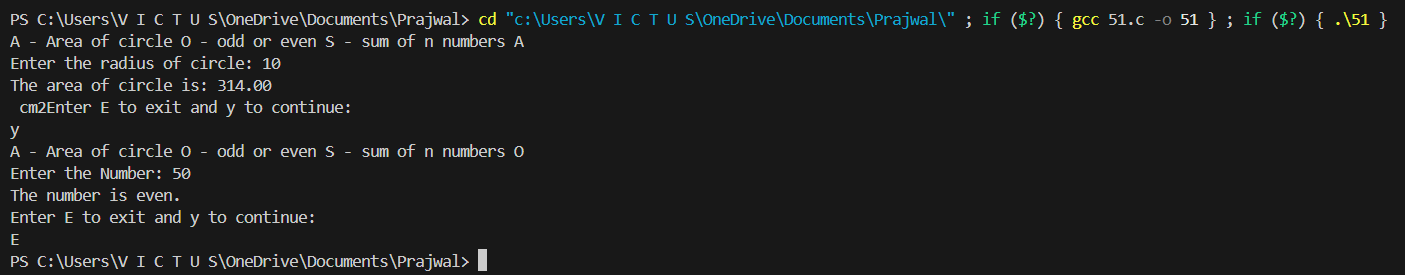 PS C:\Users\V I C T U S\OneDrive\Documents\Prajwal> cd "c:\Users\V I C T U S\OneDrive\Documents\Prajwal\" ; if ($?) { gcc 51.c -o 51 } ; if ($?) { .\51 }
A - Area of circle O - odd or even S - sum of n numbers A
Enter the radius of circle: 10
The area of circle is: 314.00
 cm2Enter E to exit and y to continue:
y
A - Area of circle O - odd or even S - sum of n numbers O
Enter the Number: 50
The number is even.
Enter E to exit and y to continue:
E
PS C:\Users\V I C T U S\OneDrive\Documents\Prajwal>